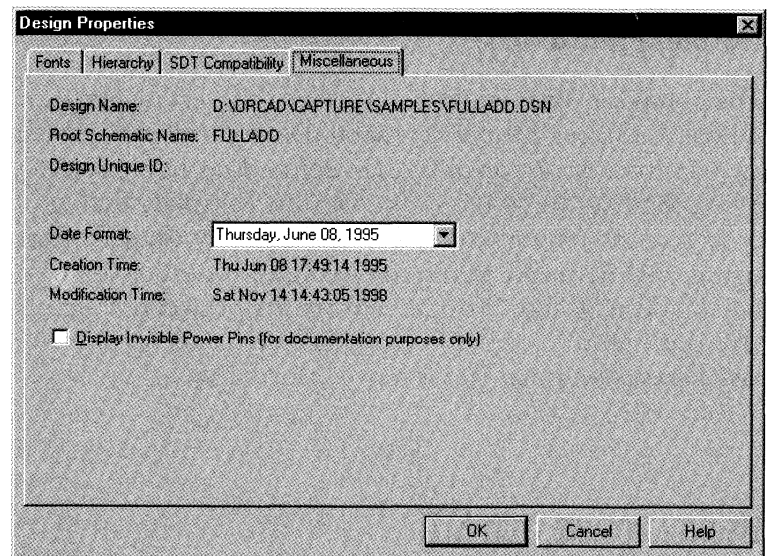 Design Properties
Fonts Hierarchy SDT Compatibility Miscellaneous
Design Name: D:\ORCAD\CAPTURE\SAMPLES\FULLADD.DSN
Root Schematic Name: FULLADD
Design Unique ID:
Date Format: Thursday, June 08, 1995
Creation Time: Thu Jun 08 17:49:14 1995
Modification Time: Sat Nov 14 14:43:05 1998
Display Invisible Power Pins (for documentation purposes only)
OK Cancel Help